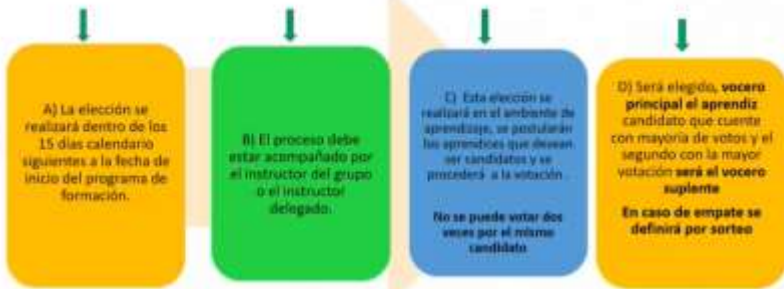 A) La elección se
realizará dentro de los
15 días calendario
siguientes a la fecha de
inicio del programa de
formación.
B) El proceso debe
estar acompañado por
el instructor del grupo
o el instructor
delegado.
C) Esta elección se
realizará en el ambiente de
aprendizaje, se postularán
los aprendices que desean
ser candidatos y se
procederá a la votación.
No se puede votar dos
veces por el mismo
candidato
D) Será elegido, vocero
principal el aprendiz
candidato que cuente
con mayoría de votos y el
segundo con la mayor
votación será el vocero
suplente
En caso de empate se
definirá por sorteo